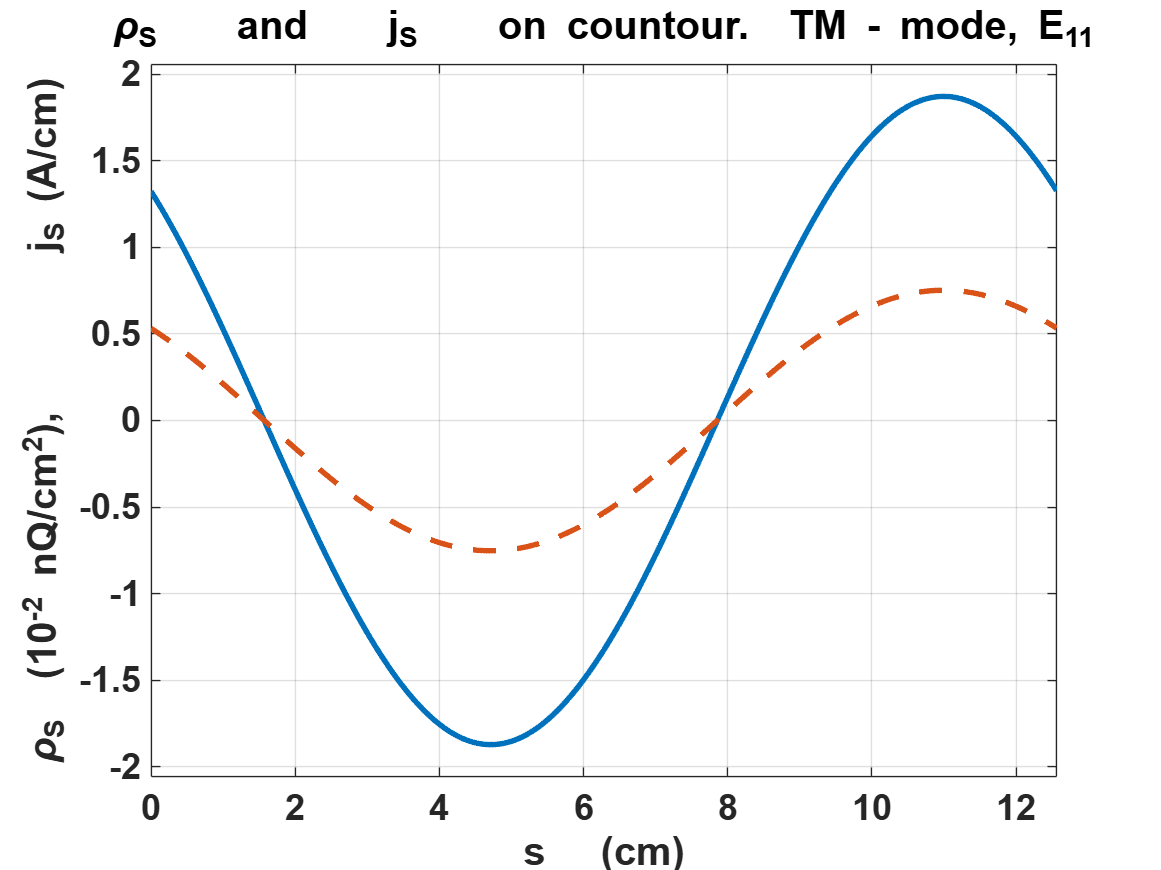 ρS and jS on countour. TM - mode, E11
ρS (10-2 nQ/cm2), jS (A/cm)
2
1.5
1
0.5
0
-0.5
-1
-1.5
-2
0 2 4 6 8 10 12
s (cm)